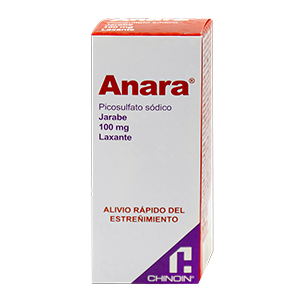 Anara®
Picosulfato sódico
Jarabe
100 mg
Laxante
ALIVIO RÁPIDO DEL
ESTREÑIMIENTO
CHINOIN®